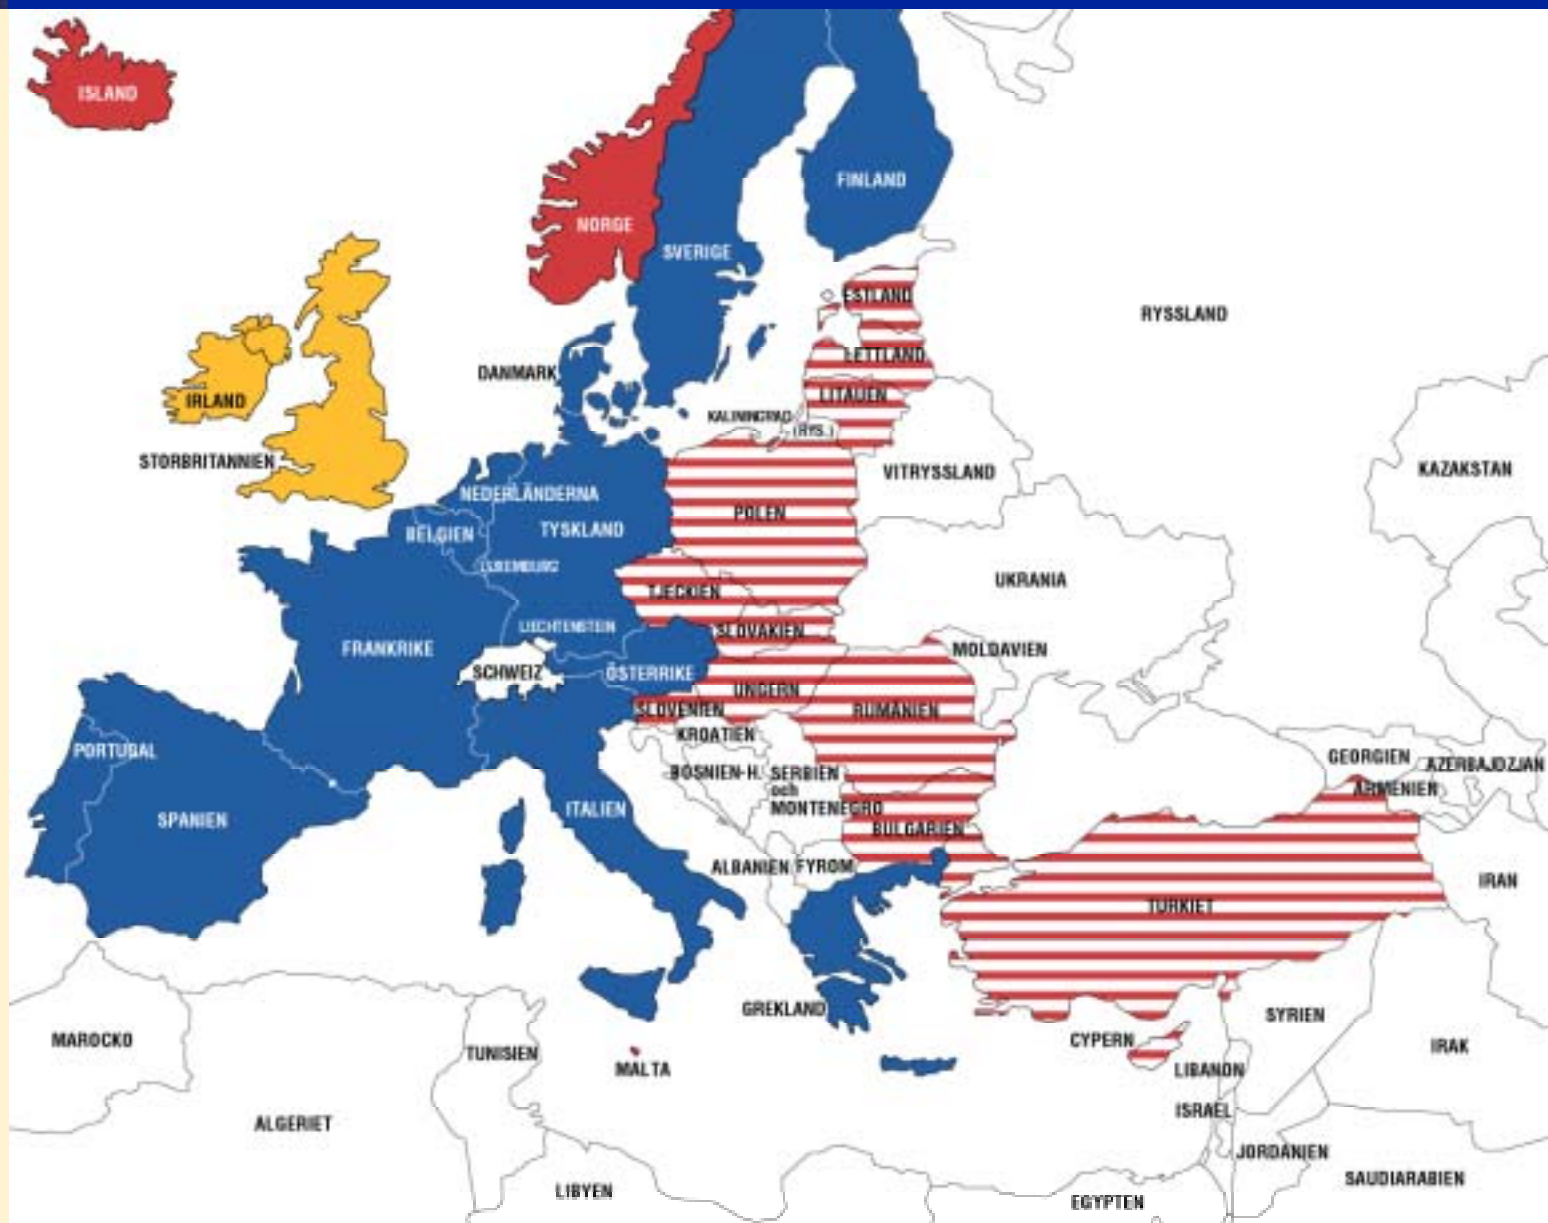 ISLAND
FINLAND
NORGE
SVERIGE
ESTLAND
RYSSLAND
LETTLAND
DANMARK
LITAUEN
IRLAND
KALININGRAD
(RYS.)
STORBRITANNIEN
VITRYSSLAND
KAZAKSTAN
NEDERLÄNDERNA
POLEN
TYSKLAND
BELGIEN
LUXEMBURG
UKRANIA
TJECKIEN
LIECHTENSTEIN
SLOVAKIEN
FRANKRIKE
MOLDAVIEN
SCHWEIZ
ÖSTERRIKE
UNGERN
SLOVENIEN
RUMÄNIEN
KROATIEN
PORTUGAL
GEORGIEN
AZERBAJDZJAN
BOSNIEN-H.
SERBIEN
och
MONTENEGRO
ARMENIEN
ITALIEN
SPANIEN
BULGARIEN
ALBANIEN
FYROM
IRAN
TURKIET
GREKLAND
SYRIEN
MAROCKO
CYPERN
IRAK
TUNISIEN
MALTA
LIBANON
ISRAEL
ALGERIET
JORDANIEN
SAUDIARABIEN
LIBYEN
EGYPTEN